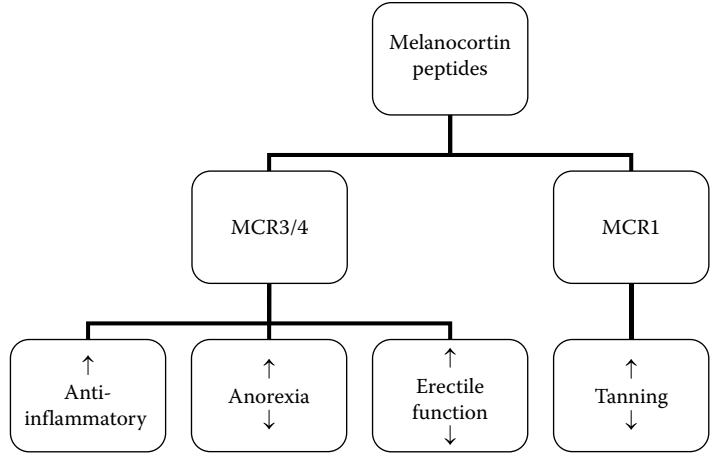 Melanocortin
peptides
MCR3/4
MCR1
↑
Anti-
inflammatory
↑
Anorexia
↓
↑
Erectile
function
↓
↑
Tanning
↓